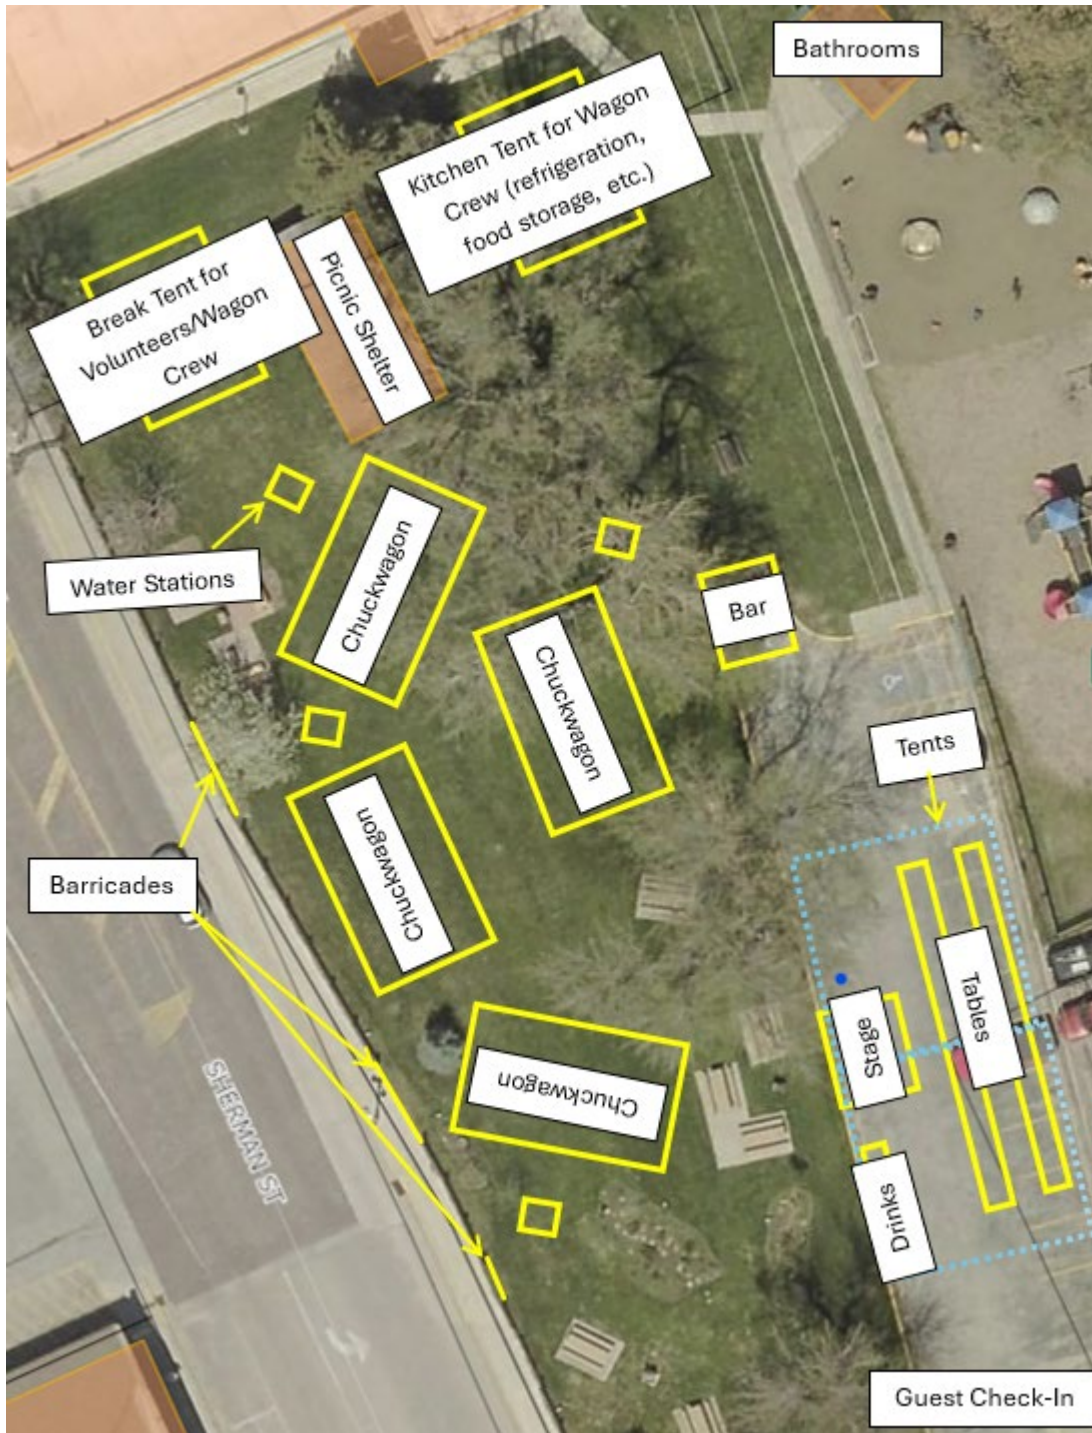 Bathrooms
Kitchen Tent for Wagon
Crew (refrigeration,
food storage, etc.)
Break Tent for
Volunteers/Wagon
Crew
Picnic Shelter
Water Stations
Chuckwagon
Chuckwagon
Bar
Tents
Chuckwagon
Barricades
Tables
Stage
Chuckwagon
SHERMAN ST
Drinks
Guest Check-In